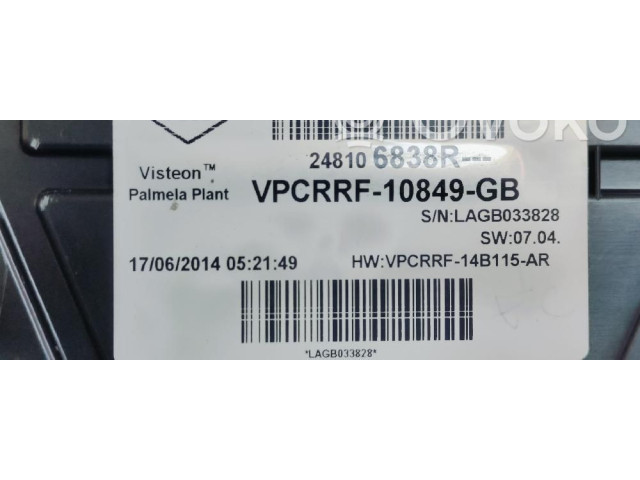 OVOKO
24810 6838R---
Visteon™
Palmela Plant
VPCRRF-10849-GB
S/N:LAGB033828
SW:07.04.
17/06/2014 05:21:49
HW:VPCRRF-14B115-AR
*LAGB033828*